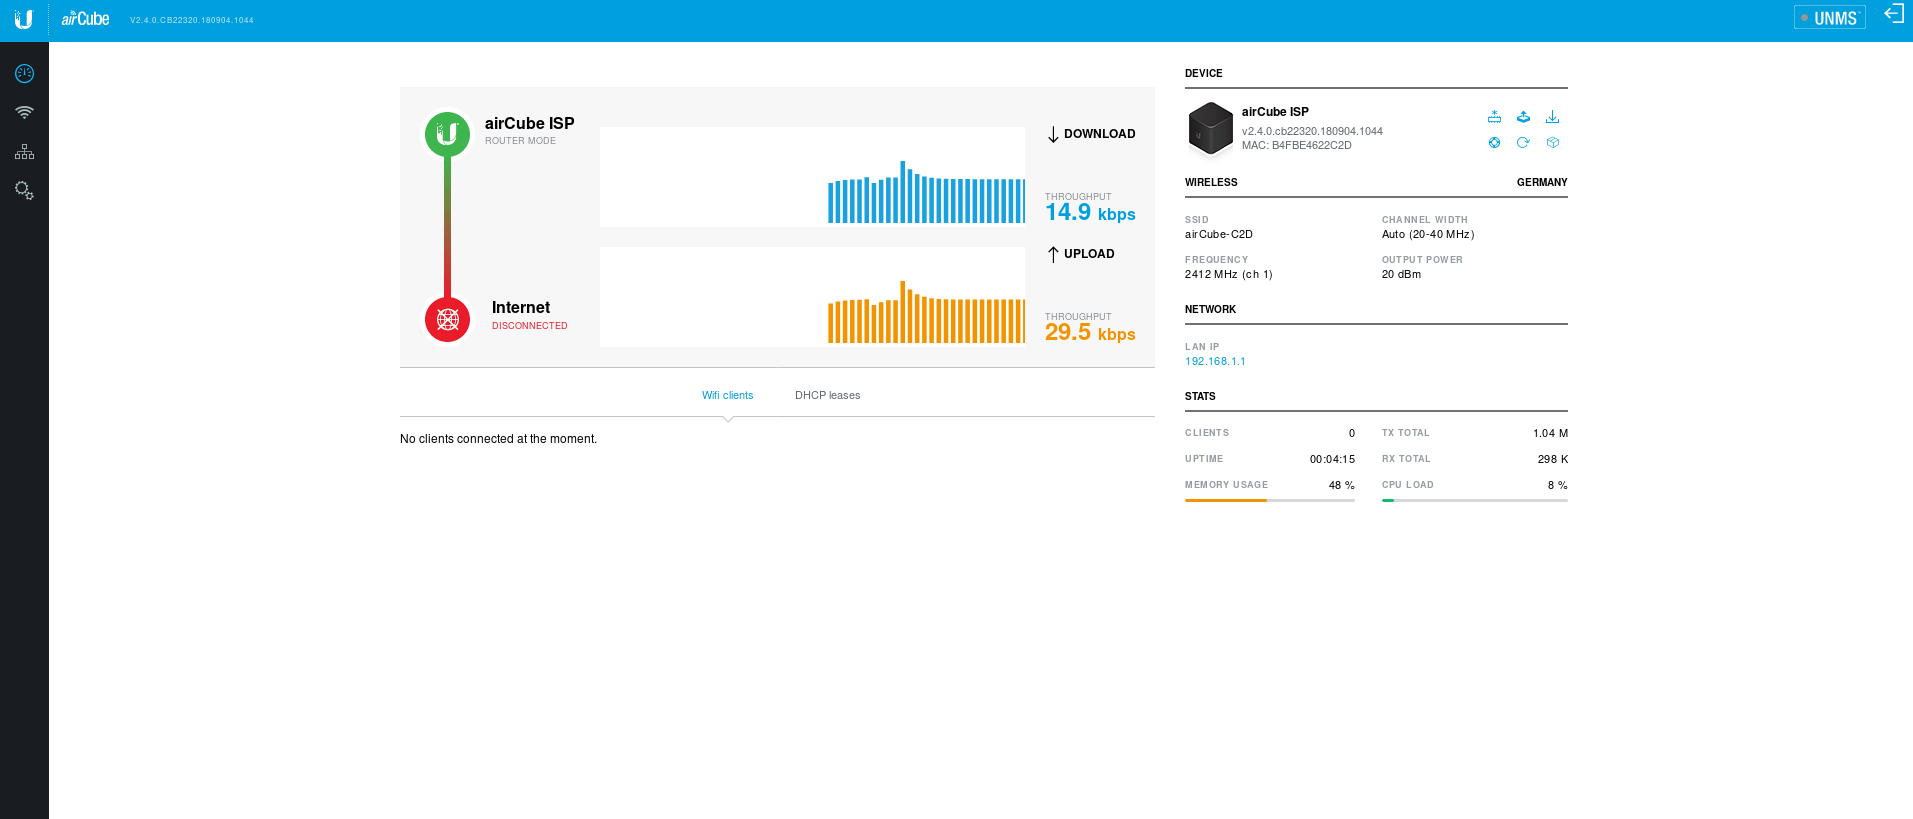 airCube V2.4.0.CB22320.180904.1044 UNMS
airCube ISP
ROUTER MODE
DOWNLOAD
THROUGHPUT
14.9 kbps
UPLOAD
Internet
DISCONNECTED
THROUGHPUT
29.5 kbps
Wifi clients DHCP leases
No clients connected at the moment.
DEVICE
airCube ISP
v2.4.0.cb22320.180904.1044
MAC: B4FBE4622C2D
WIRELESS GERMANY
SSID CHANNEL WIDTH
airCube-C2D Auto (20-40 MHz)
FREQUENCY OUTPUT POWER
2412 MHz (ch 1) 20 dBm
NETWORK
LAN IP
192.168.1.1
STATS
CLIENTS 0 TX TOTAL 1.04 M
UPTIME 00:04:15 RX TOTAL 298 K
MEMORY USAGE 48 % CPU LOAD 8 %